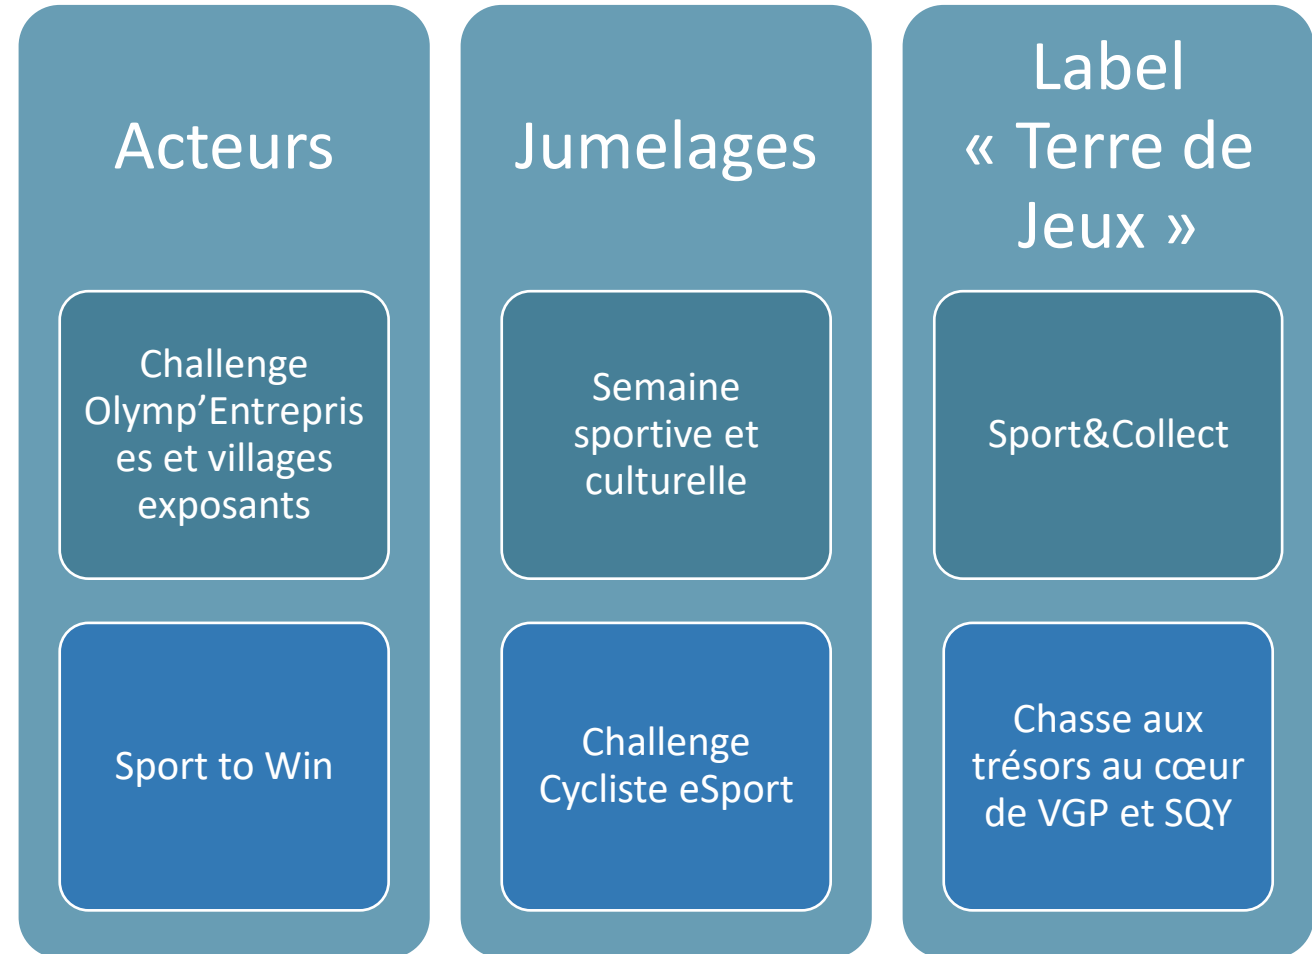 Acteurs
Challenge
Olymp’Entrepris
es et villages
exposants
Sport to Win
Jumelages
Semaine
sportive et
culturelle
Challenge
Cycliste eSport
Label
« Terre de
Jeux »
Sport&Collect
Chasse aux
trésors au cœur
de VGP et SQY